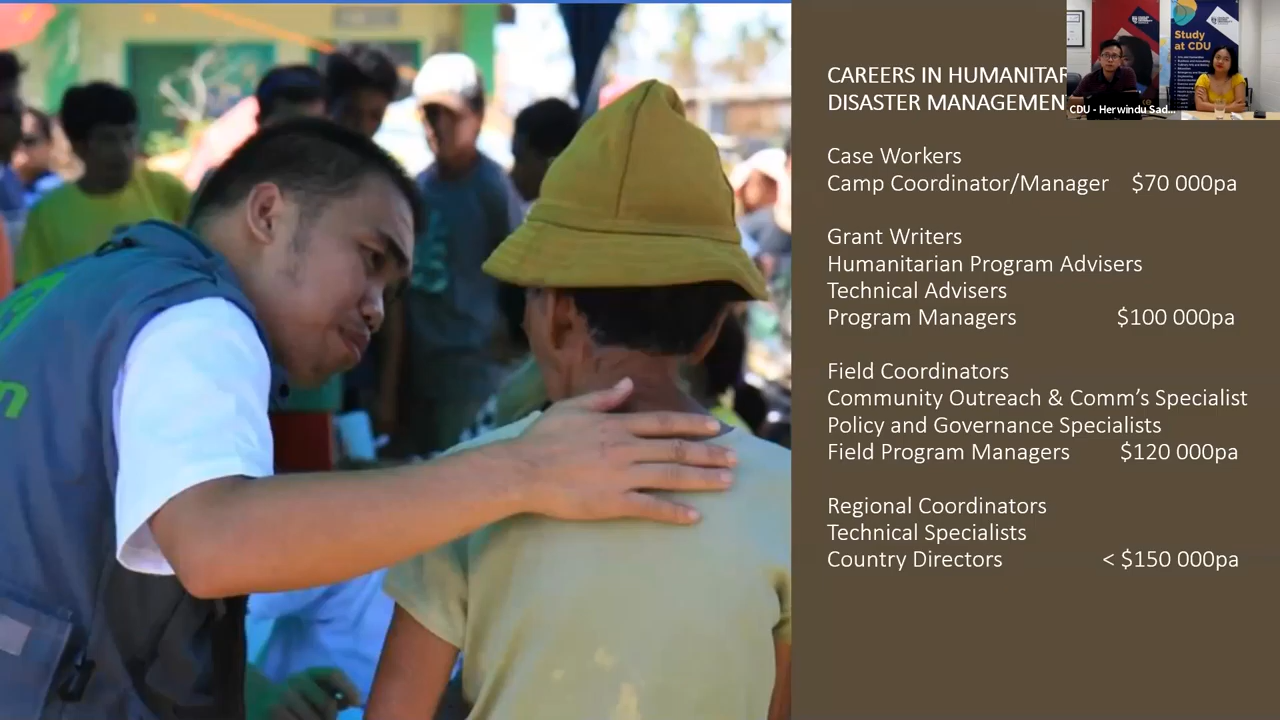 CAREERS IN HUMANITAR
DISASTER MANAGEMEN
Study
at CDU
CDU - Herwindu Sad...
Case Workers
Camp Coordinator/Manager $70 000pa
Grant Writers
Humanitarian Program Advisers
Technical Advisers
Program Managers $100 000pa
Field Coordinators
Community Outreach & Comm's Specialist
Policy and Governance Specialists
Field Program Managers $120 000pa
Regional Coordinators
Technical Specialists
Country Directors < $150 000pa